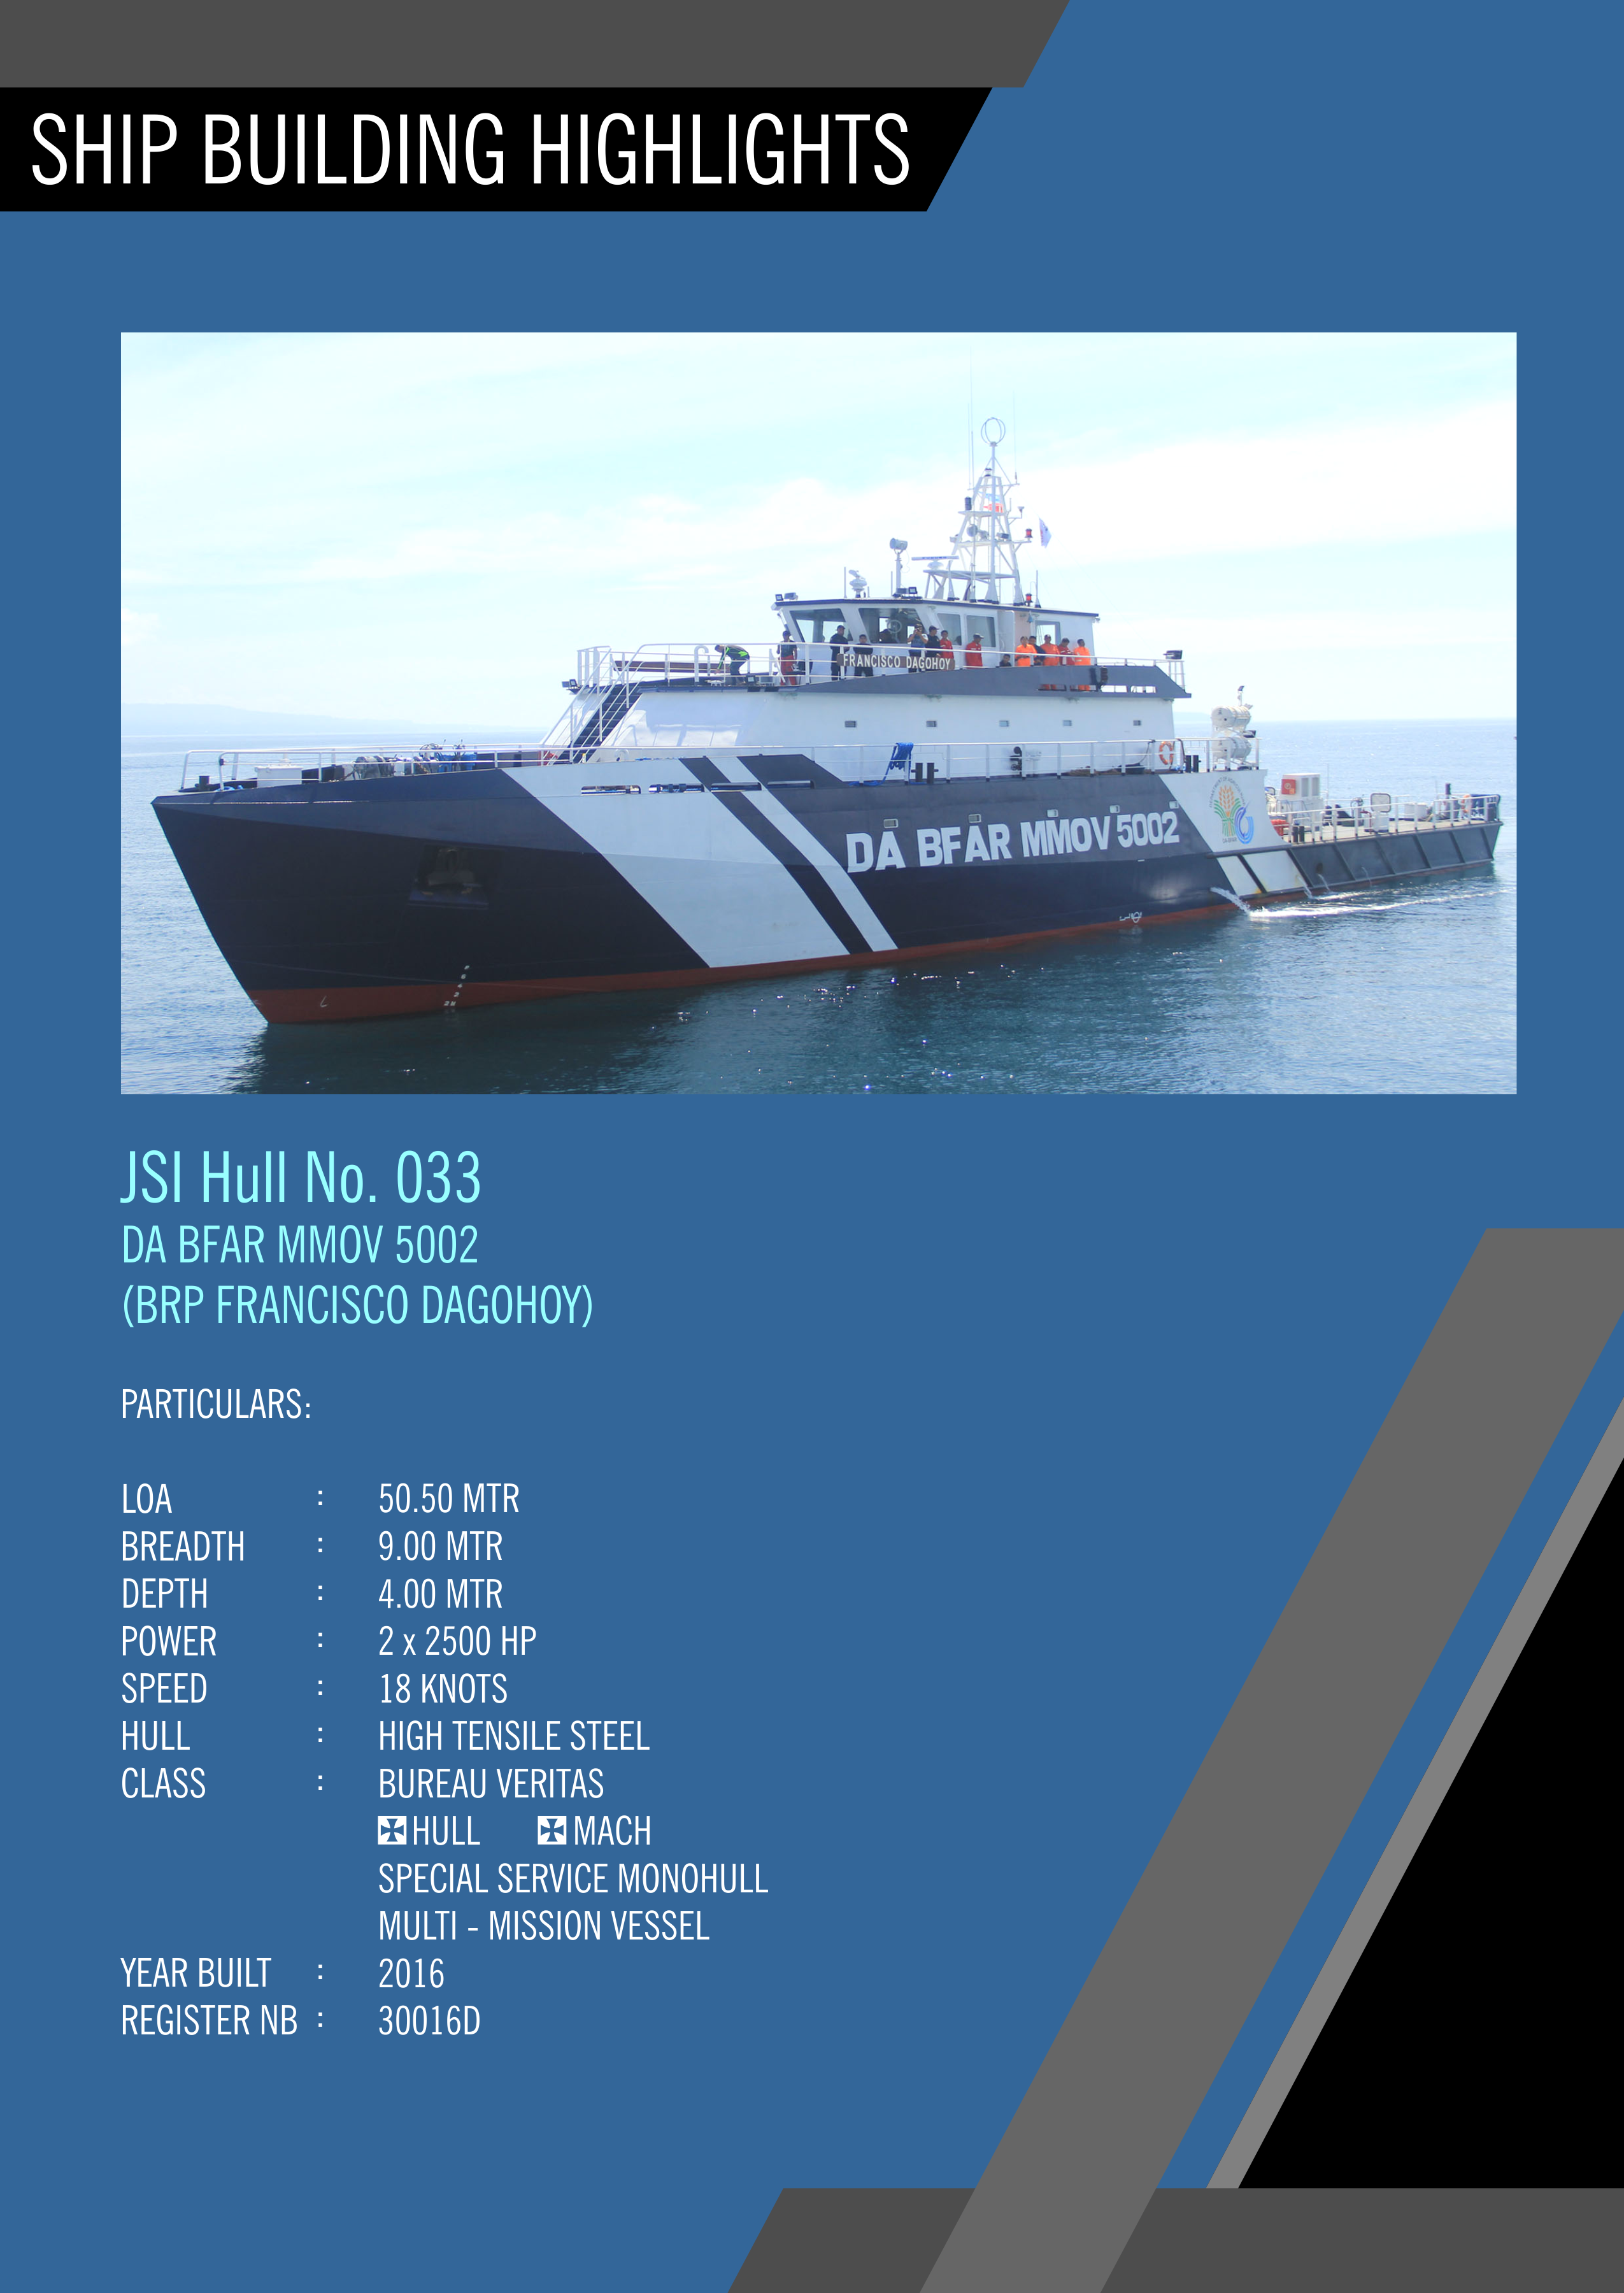 SHIP BUILDING HIGHLIGHTS
FRANCISCO DAGOHOY
DA BFAR MMOV 5002
JSI Hull No. 033
DA BFAR MMOV 5002
(BRP FRANCISCO DAGOHOY)
PARTICULARS:
LOA : 50.50 MTR
BREADTH : 9.00 MTR
DEPTH : 4.00 MTR
POWER : 2 x 2500 HP
SPEED : 18 KNOTS
HULL : HIGH TENSILE STEEL
CLASS : BUREAU VERITAS
✠ HULL ✠ MACH
SPECIAL SERVICE MONOHULL
MULTI - MISSION VESSEL
YEAR BUILT : 2016
REGISTER NB : 30016D